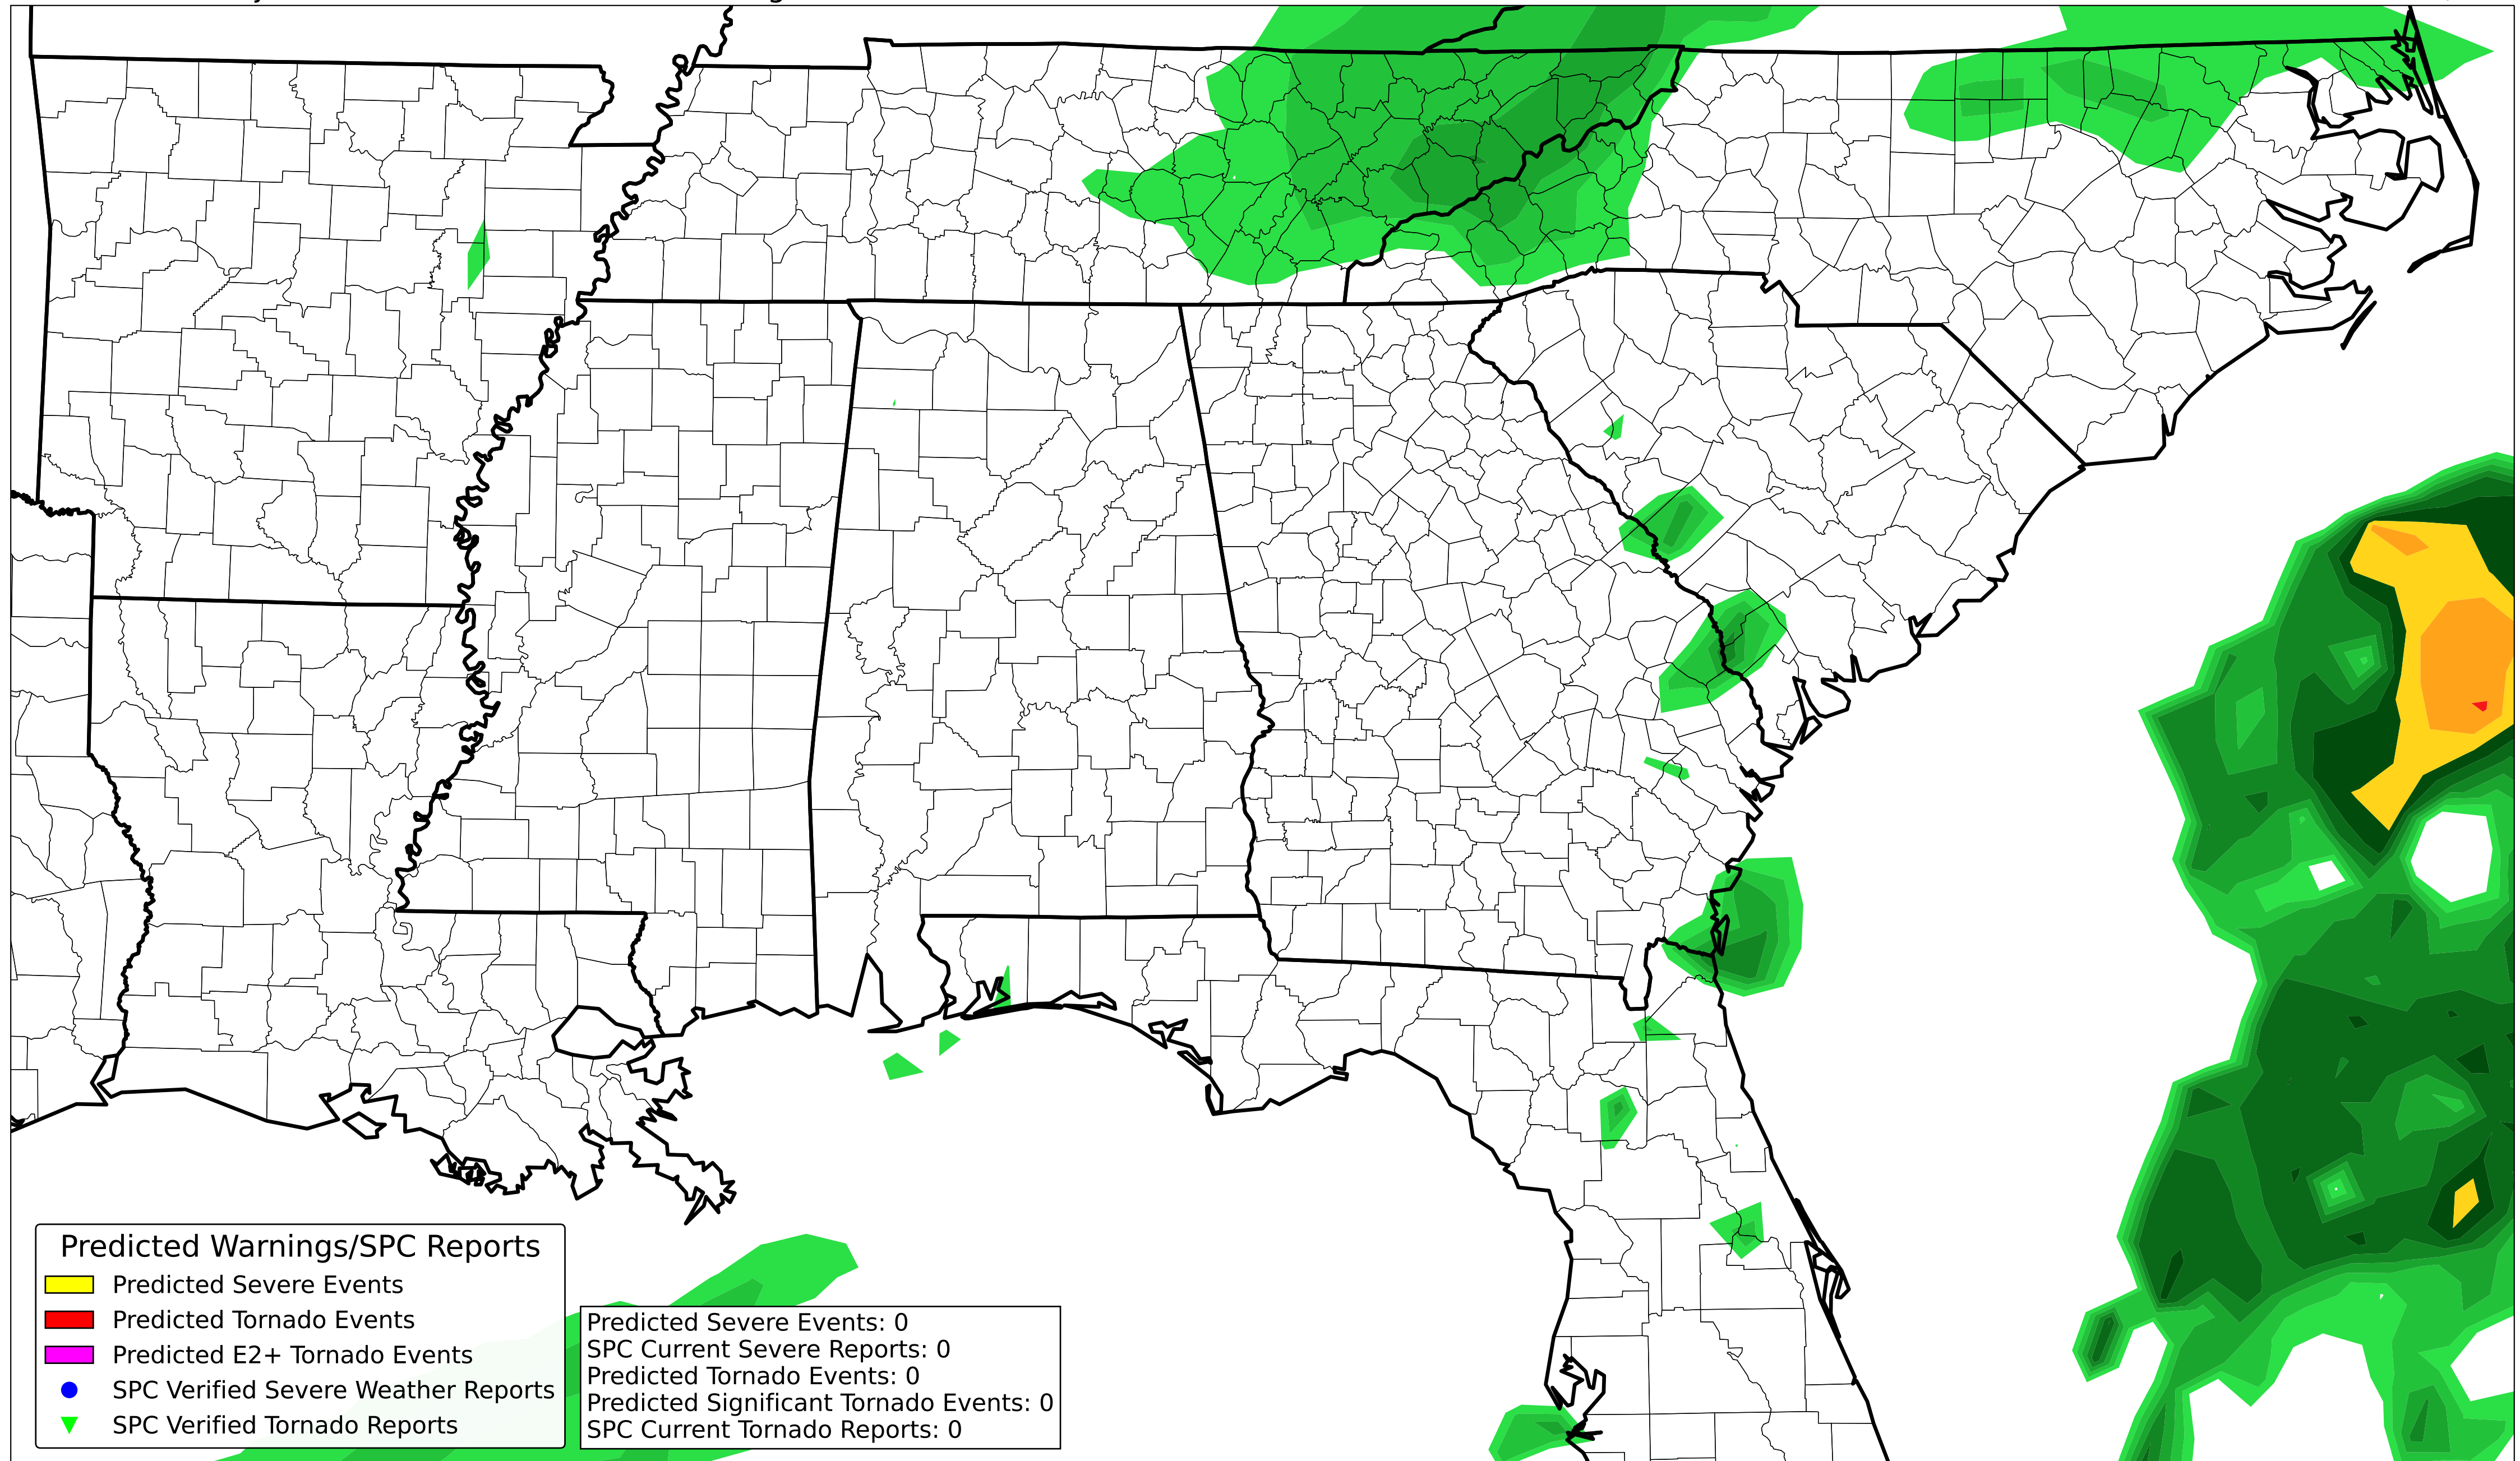 Predicted Warnings/SPC Reports
Predicted Severe Events
Predicted Tornado Events
Predicted E2+ Tornado Events
SPC Verified Severe Weather Reports
SPC Verified Tornado Reports
Predicted Severe Events: 0
SPC Current Severe Reports: 0
Predicted Tornado Events: 0
Predicted Significant Tornado Events: 0
SPC Current Tornado Reports: 0